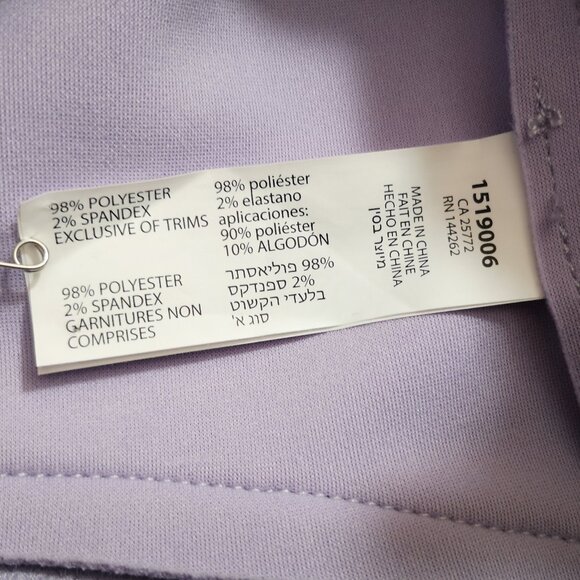 98% POLYESTER
2% SPANDEX
EXCLUSIVE OF TRIMS
98% POLYESTER
2% SPANDEX
GARNITURES NON
COMPRISES
98% poliéster
2% elastano
aplicaciones:
90% poliéster
10% ALGODÓN
98% פוליאסתר
2% ספנדקס
בלעדי הקשוט
סוג א'
MADE IN CHINA
FAIT EN CHINE
HECHO EN CHINA
מיוצר בסין
1519006
CA 25772
RN 144262